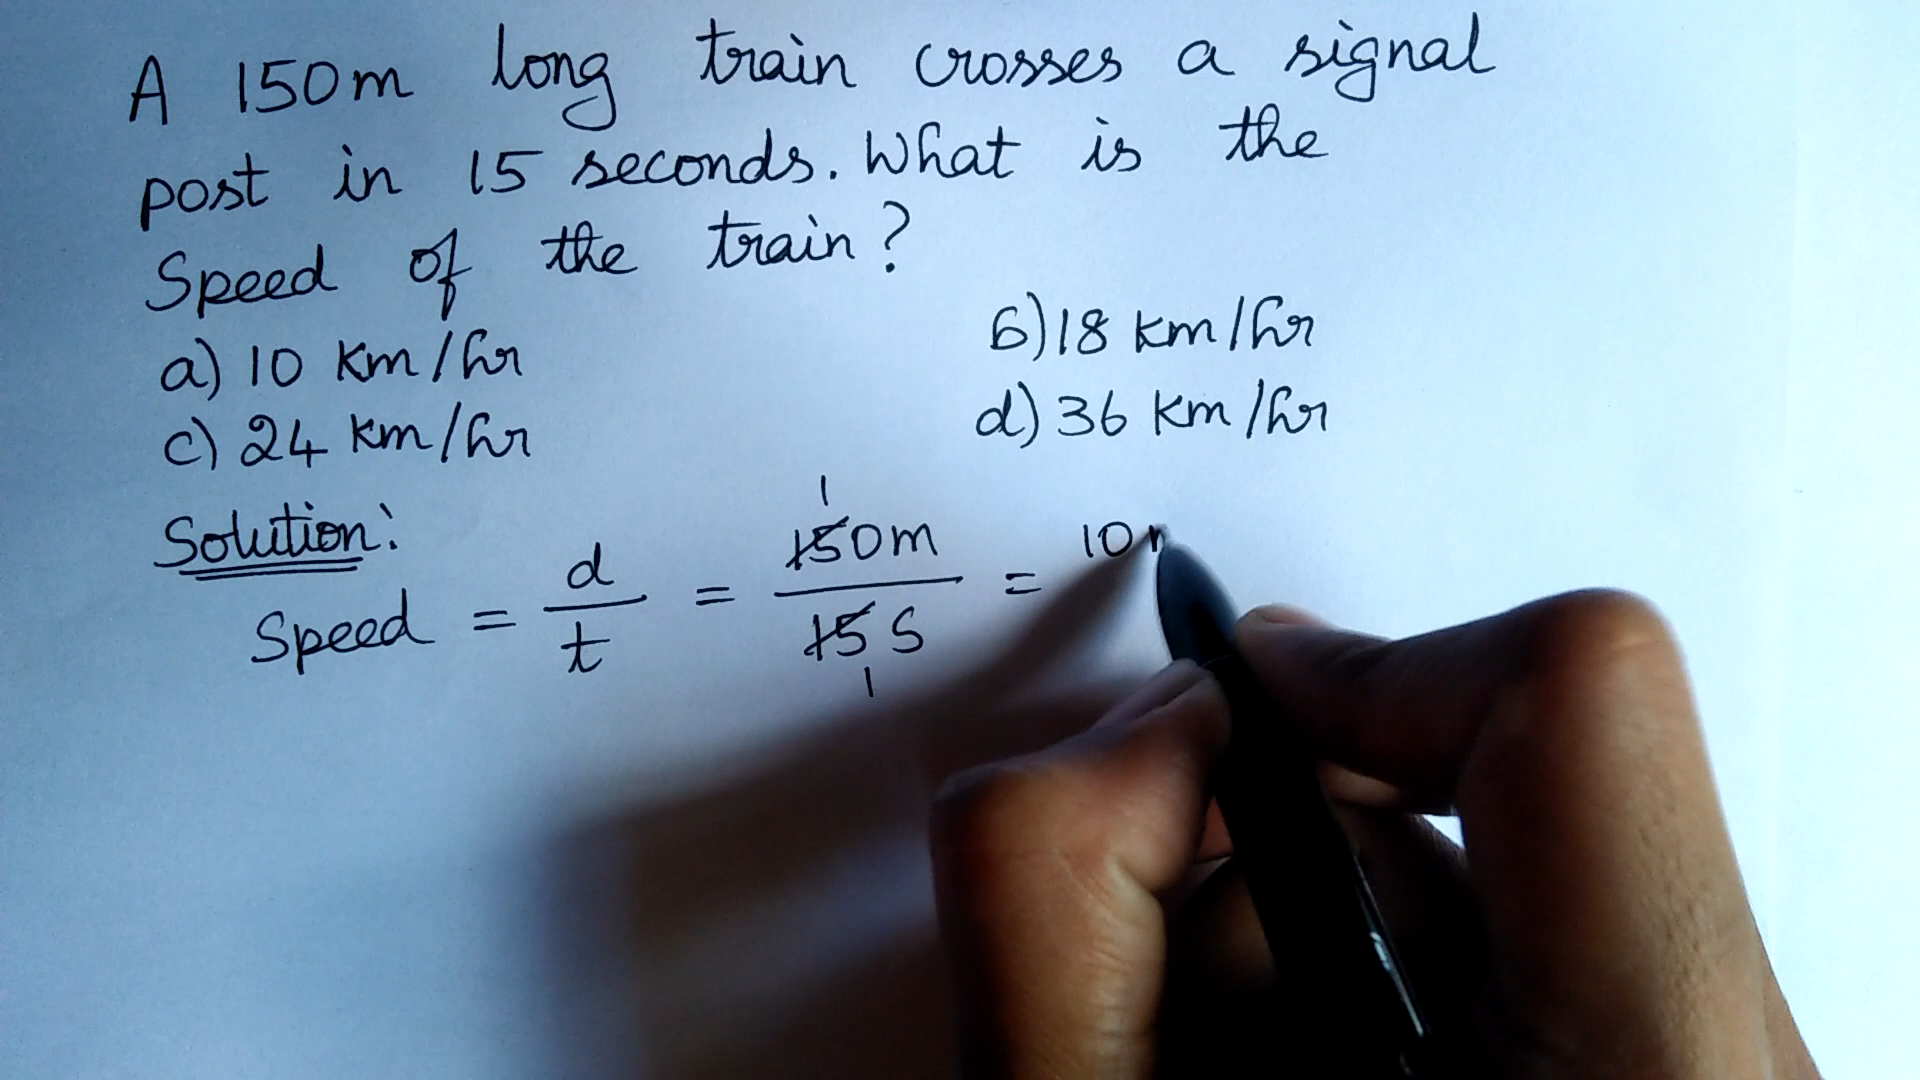 A 150m long train crosses a signal
post in 15 seconds. What is the
Speed of the train?
a) 10 km/hr b) 18 km/hr
c) 24 km/hr d) 36 km/hr
Solution:
Speed = d/t = 150m/15 S = 10
1
1